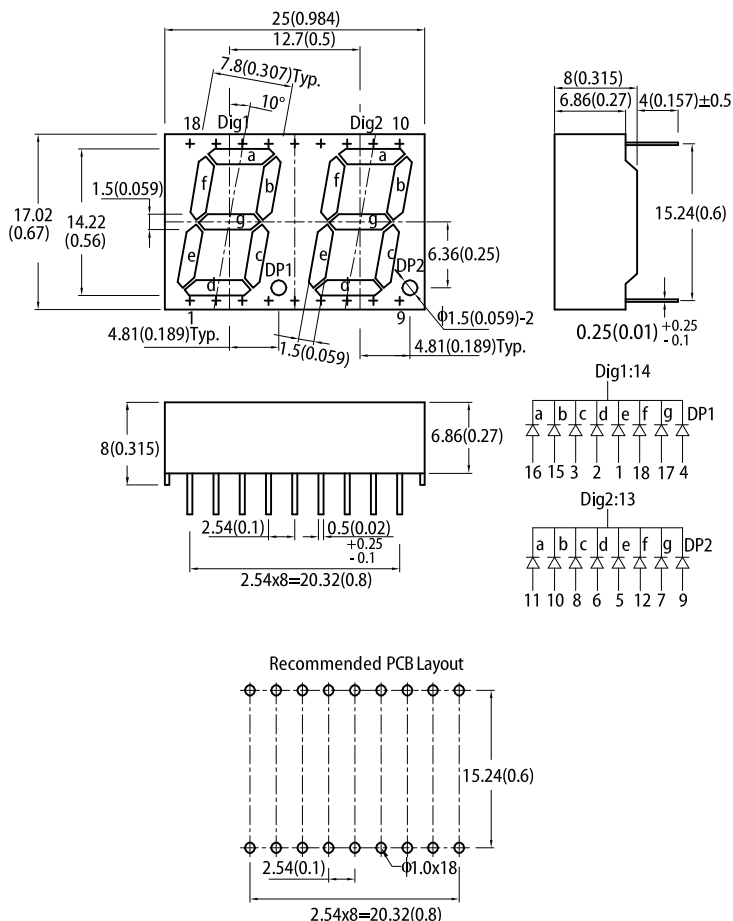 25(0.984)
12.7(0.5)
7.8(0.307)Typ.
10°
18 Dig1 Dig2 10
a a
f b f b
g g
e c e c
d d
DP1 DP2
1 9
1.5(0.059)
17.02
(0.67)
14.22
(0.56)
6.36(0.25)
ϕ1.5(0.059)-2
4.81(0.189)Typ.
1.5(0.059)
4.81(0.189)Typ.
8(0.315)
6.86(0.27)
4(0.157)±0.5
15.24(0.6)
0.25(0.01) +0.25
- 0.1
8(0.315)
6.86(0.27)
2.54(0.1)
0.5(0.02)
+0.25
- 0.1
2.54x8=20.32(0.8)
Dig1:14
a b c d e f g DP1
16 15 3 2 1 18 17 4
Dig2:13
a b c d e f g DP2
11 10 8 6 5 12 7 9
Recommended PCB Layout
15.24(0.6)
2.54(0.1)
ϕ1.0x18
2.54x8=20.32(0.8)